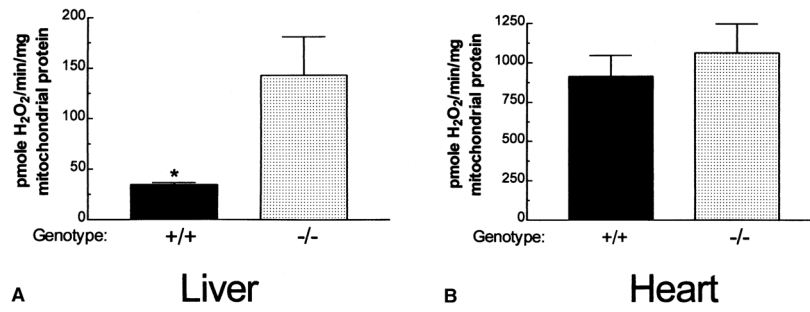 pmole H2O2/min/mg
mitochondrial protein
200
150
100
50
0
*
Genotype: +/+ -/-
A Liver
pmole H2O2/min/mg
mitochondrial protein
1250
1000
750
500
250
0
Genotype: +/+ -/-
B Heart